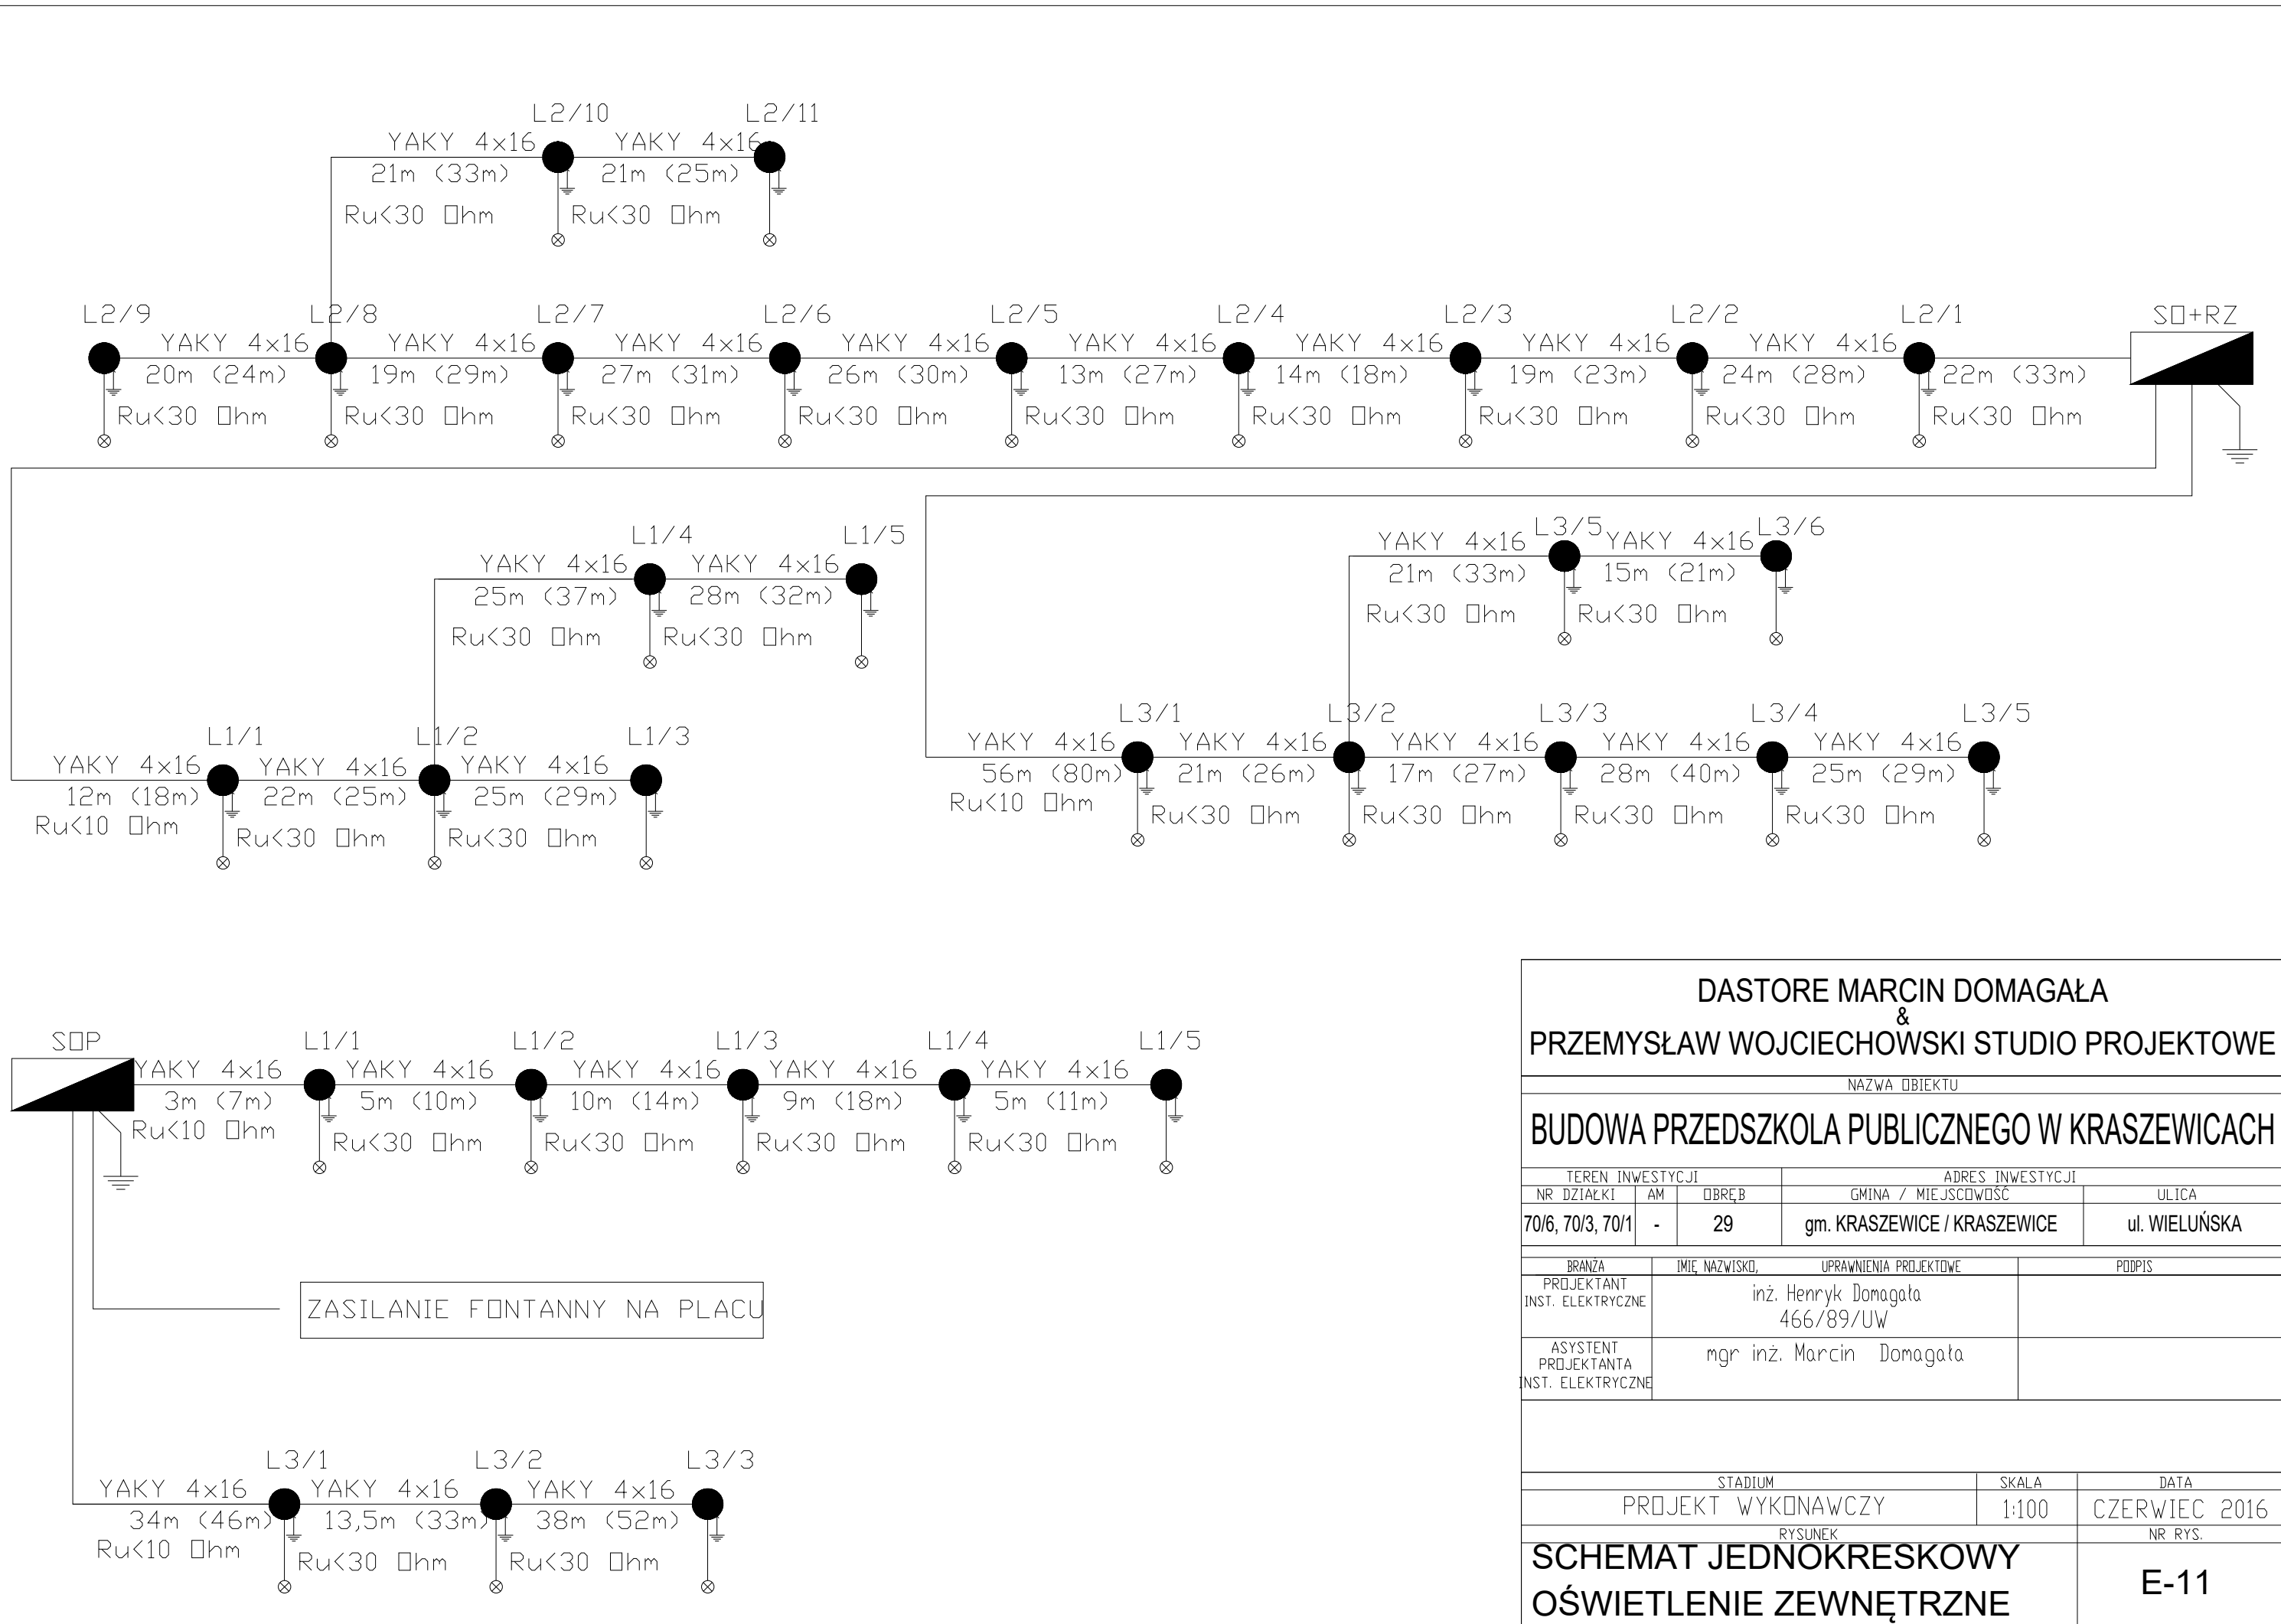 L2/10 L2/11
YAKY 4x16 YAKY 4x16
21m (33m) 21m (25m)
Ru<30 Ohm Ru<30 Ohm
L2/9 L2/8 L2/7 L2/6 L2/5 L2/4 L2/3 L2/2 L2/1 SO+RZ
YAKY 4x16 YAKY 4x16 YAKY 4x16 YAKY 4x16 YAKY 4x16 YAKY 4x16 YAKY 4x16 YAKY 4x16
20m (24m) 19m (29m) 27m (31m) 26m (30m) 13m (27m) 14m (18m) 19m (23m) 24m (28m) 22m (33m)
Ru<30 Ohm Ru<30 Ohm Ru<30 Ohm Ru<30 Ohm Ru<30 Ohm Ru<30 Ohm Ru<30 Ohm Ru<30 Ohm Ru<30 Ohm
L1/4 L1/5
YAKY 4x16 YAKY 4x16
25m (37m) 28m (32m)
Ru<30 Ohm Ru<30 Ohm
L3/5 L3/6
YAKY 4x16 YAKY 4x16
21m (33m) 15m (21m)
Ru<30 Ohm Ru<30 Ohm
L1/1 L1/2 L1/3
YAKY 4x16 YAKY 4x16 YAKY 4x16
12m (18m) 22m (25m) 25m (29m)
Ru<10 Ohm Ru<30 Ohm Ru<30 Ohm
L3/1 L3/2 L3/3 L3/4 L3/5
YAKY 4x16 YAKY 4x16 YAKY 4x16 YAKY 4x16 YAKY 4x16
56m (80m) 21m (26m) 17m (27m) 28m (40m) 25m (29m)
Ru<10 Ohm Ru<30 Ohm Ru<30 Ohm Ru<30 Ohm Ru<30 Ohm
SOP L1/1 L1/2 L1/3 L1/4 L1/5
YAKY 4x16 YAKY 4x16 YAKY 4x16 YAKY 4x16 YAKY 4x16
3m (7m) 5m (10m) 10m (14m) 9m (18m) 5m (11m)
Ru<10 Ohm Ru<30 Ohm Ru<30 Ohm Ru<30 Ohm Ru<30 Ohm
ZASILANIE FONTANNY NA PLACU
L3/1 L3/2 L3/3
YAKY 4x16 YAKY 4x16 YAKY 4x16
34m (46m) 13,5m (33m) 38m (52m)
Ru<10 Ohm Ru<30 Ohm Ru<30 Ohm
DASTORE MARCIN DOMAGAŁA
&
PRZEMYSŁAW WOJCIECHOWSKI STUDIO PROJEKTOWE
NAZWA OBIEKTU
BUDOWA PRZEDSZKOLA PUBLICZNEGO W KRASZEWICACH
TEREN INWESTYCJI ADRES INWESTYCJI
NR DZIAŁKI AM OBRĘB GMINA / MIEJSCOWOŚĆ ULICA
70/6, 70/3, 70/1 - 29 gm. KRASZEWICE / KRASZEWICE ul. WIELUŃSKA
BRANŻA IMIĘ NAZWISKO, UPRAWNIENIA PROJEKTOWE PODPIS
PROJEKTANT
INST. ELEKTRYCZNE
inż. Henryk Domagała
466/89/UW
ASYSTENT
PROJEKTANTA
INST. ELEKTRYCZNE
mgr inż. Marcin Domagała
STADIUM SKALA DATA
PROJEKT WYKONAWCZY 1:100 CZERWIEC 2016
RYSUNEK NR RYS.
SCHEMAT JEDNOKRESKOWY
OŚWIETLENIE ZEWNĘTRZNE
E-11